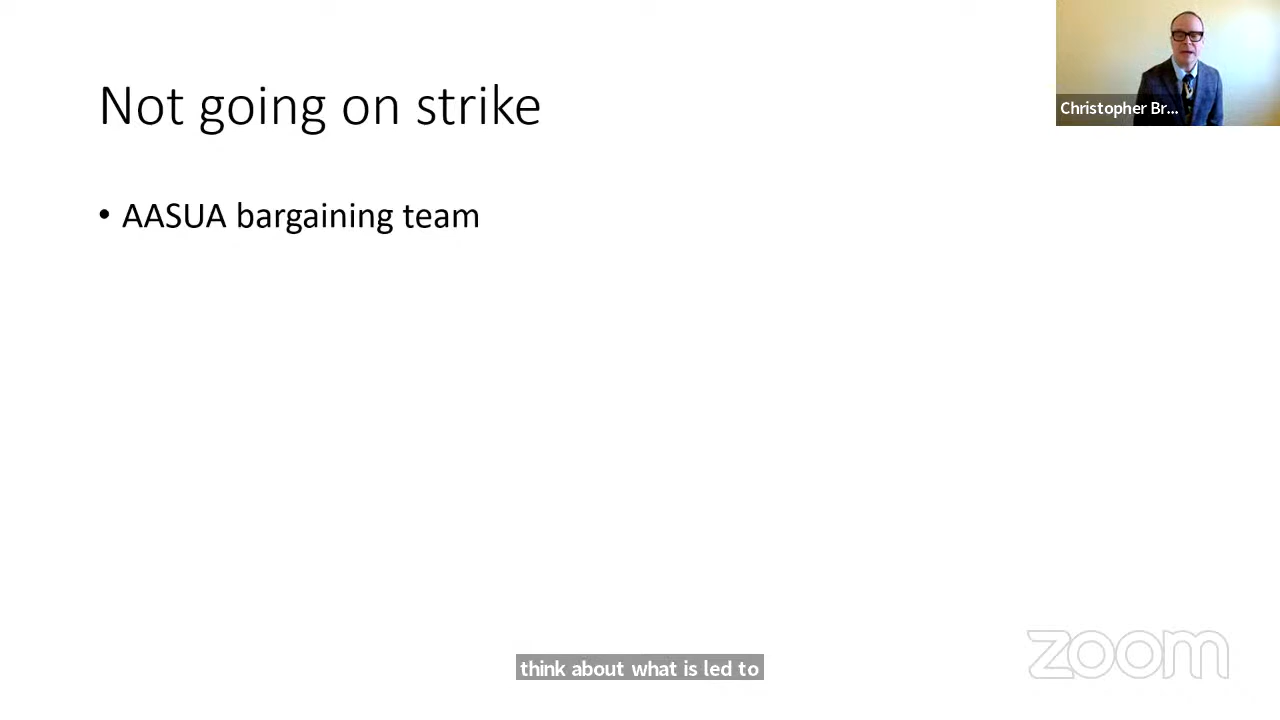 Not going on strike
Christopher Br...
• AASUA bargaining team
think about what is led to
zoom